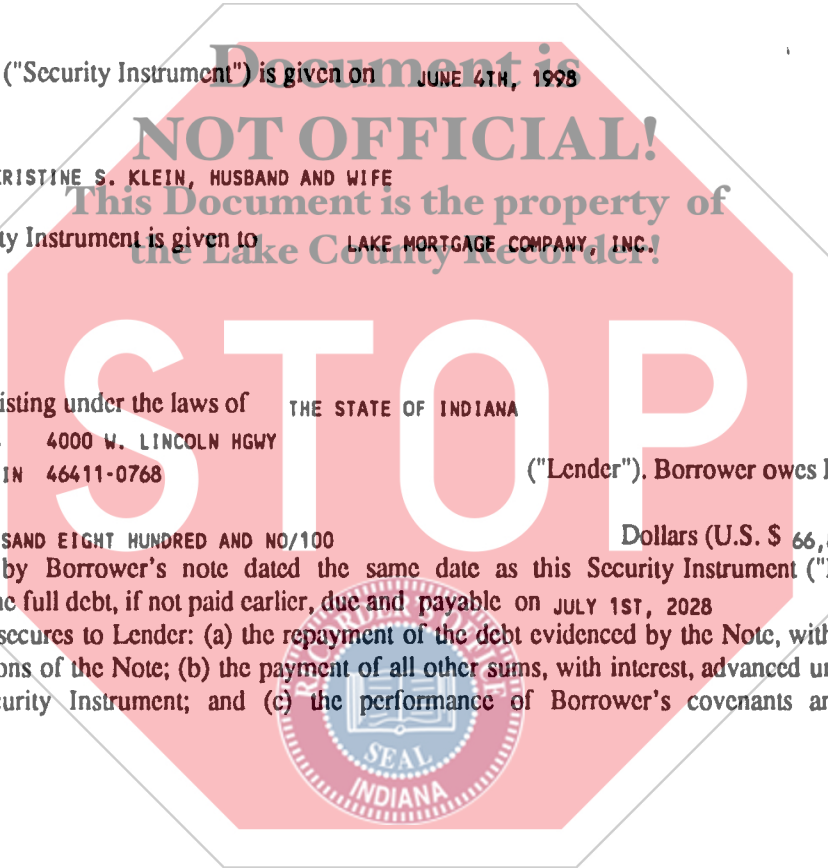 ("Security Instrument") is given on JUNE 4TH, 1998
Document is
NOT OFFICIAL!
RISTINE S. KLEIN, HUSBAND AND WIFE
This Document is the property of
ty Instrument is given to LAKE MORTGAGE COMPANY, INC.
the Lake County Recorder!
STOP
isting under the laws of THE STATE OF INDIANA
4000 W. LINCOLN HGWY
IN 46411-0768 ("Lender"). Borrower owes
SAND EIGHT HUNDRED AND NO/100 Dollars (U.S. $ 66,
by Borrower's note dated the same date as this Security Instrument ("
e full debt, if not paid earlier, due and payable on JULY 1ST, 2028
secures to Lender: (a) the repayment of the debt evidenced by the Note, with
ons of the Note; (b) the payment of all other sums, with interest, advanced un
curity Instrument; and (c) the performance of Borrower's covenants an
RECORDER'S OFFICE
SEAL
INDIANA